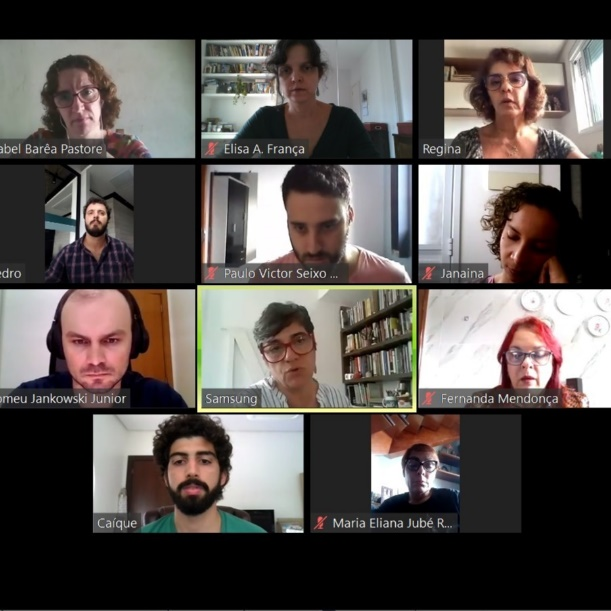 abel Barêa Pastore
Elisa A. França
Regina
edro
Paulo Victor Seixo ...
Janaina
omeu Jankowski Junior
Samsung
Fernanda Mendonça
Caíque
Maria Eliana Jubé R...